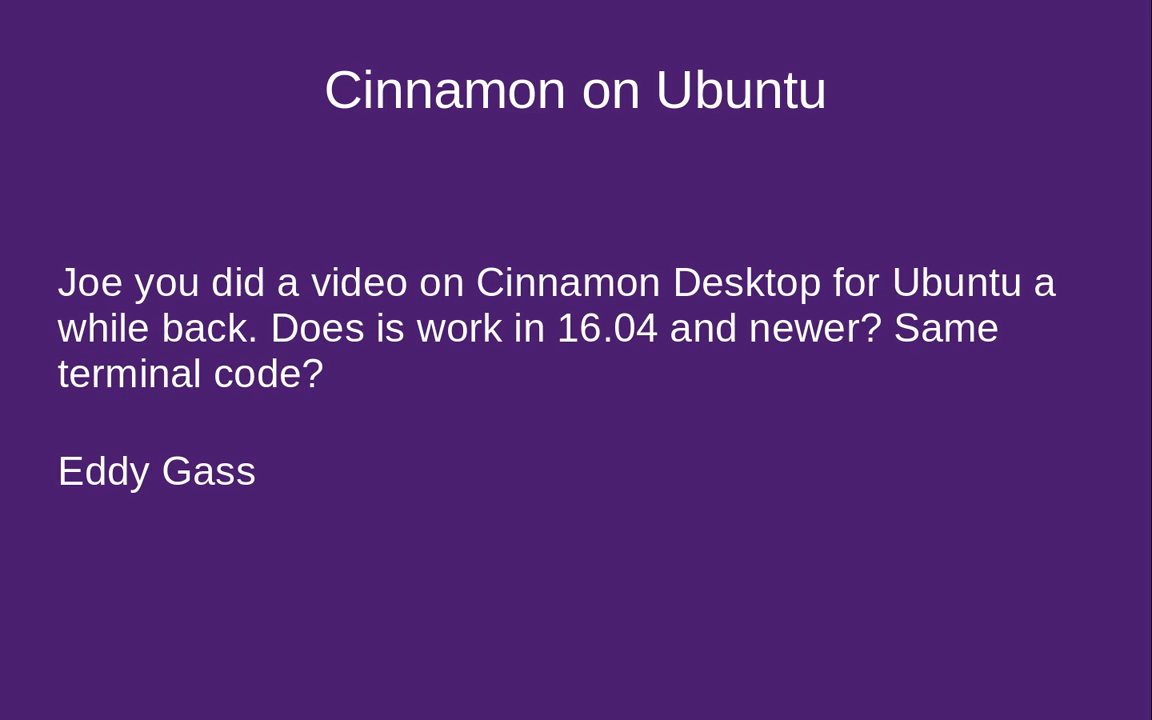 Cinnamon on Ubuntu
Joe you did a video on Cinnamon Desktop for Ubuntu a
while back. Does is work in 16.04 and newer? Same
terminal code?
Eddy Gass